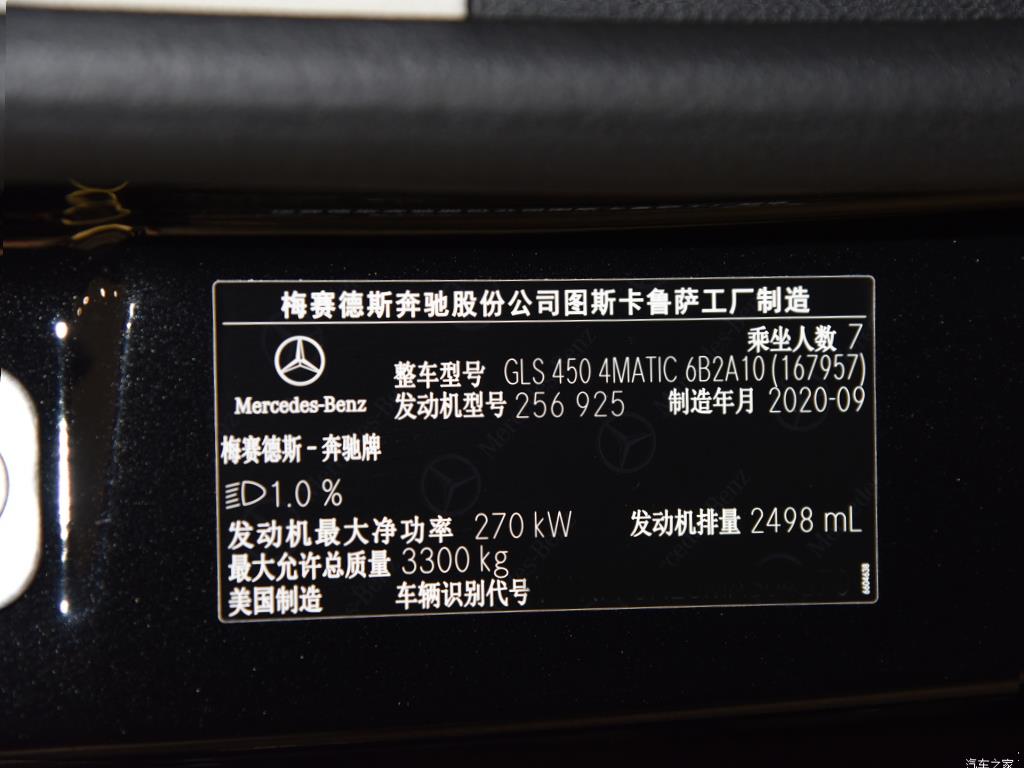 梅赛德斯奔驰股份公司图斯卡鲁萨工厂制造
乘坐人数 7
整车型号 GLS 450 4MATIC 6B2A10 (167957)
Mercedes-Benz 发动机型号 256 925 制造年月 2020-09
梅赛德斯-奔驰牌
1.0 %
发动机最大净功率 270 kW 发动机排量 2498 mL
最大允许总质量 3300 kg
美国制造 车辆识别代号
6604638
汽车之家